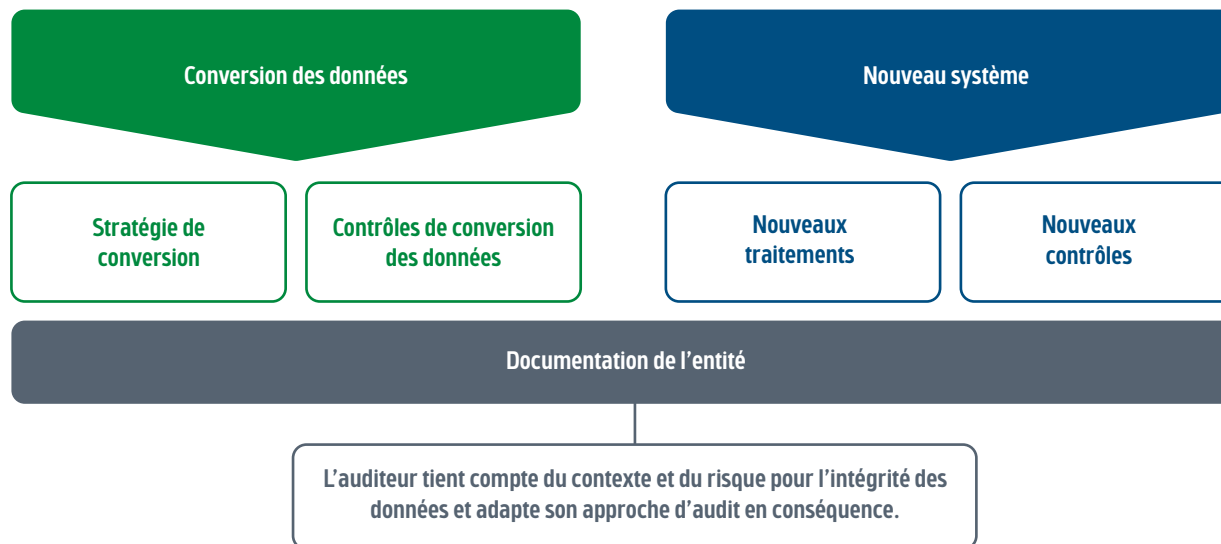 Conversion des données
Nouveau système
Stratégie de
conversion
Contrôles de conversion
des données
Nouveaux
traitements
Nouveaux
contrôles
Documentation de l’entité
L’auditeur tient compte du contexte et du risque pour l’intégrité des
données et adapte son approche d’audit en conséquence.